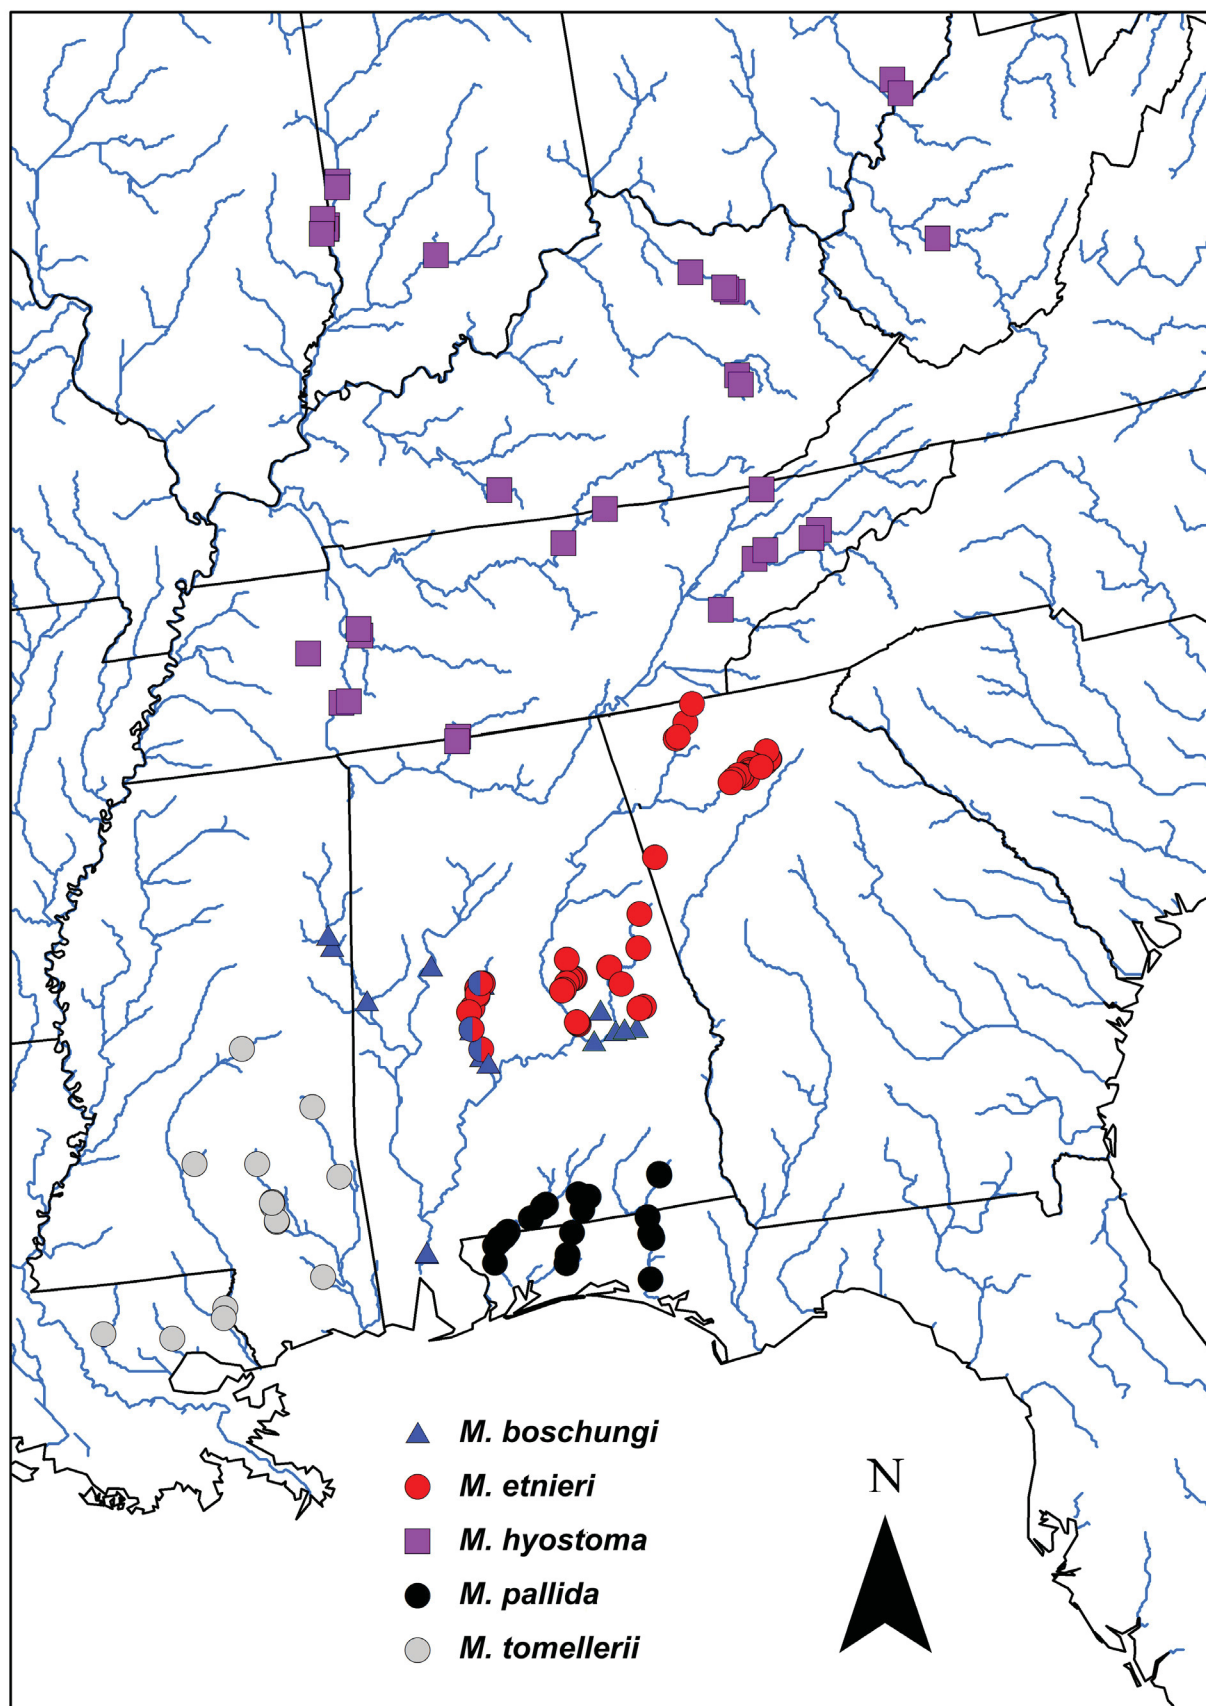 M. boschungi
N
M. etnieri
M. hyostoma
M. pallida
M. tomellerii